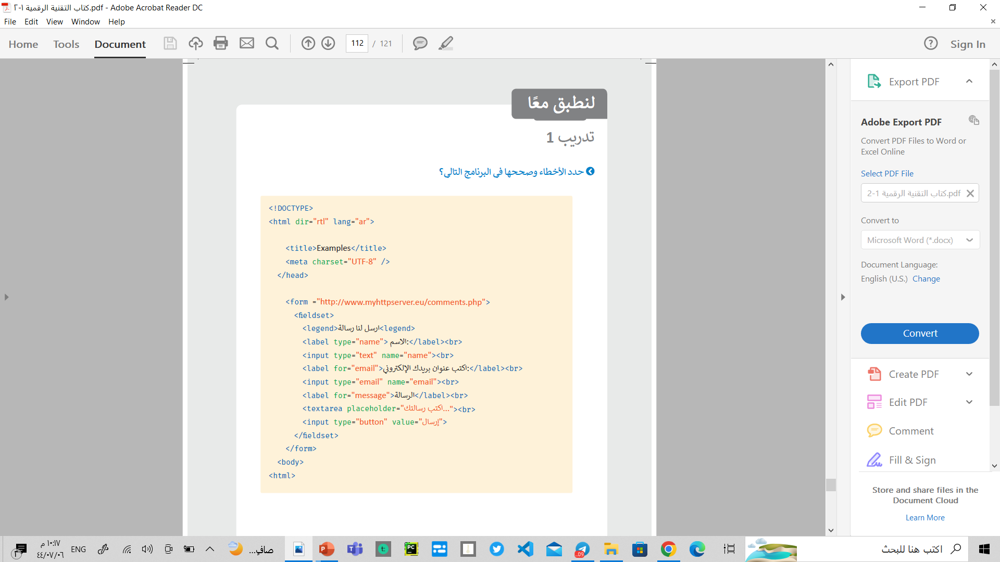 كتاب التقنية الرقمية ١-٢.pdf - Adobe Acrobat Reader DC
File Edit View Window Help
Home Tools Document 112 / 121 Sign In
لنطبق معًا
تدريب 1
حدد الأخطاء وصححها في البرنامج التالي؟
<!DOCTYPE>
<html dir="rtl" lang="ar">
<title>Examples</title>
<meta charset="UTF-8" />
</head>
<form ="http://www.myhttpserver.eu/comments.php">
<fieldset>
<legend>ارسل لنا رسالة<legend>
<label type="name"> الاسم:</label><br>
<input type="text" name="name"><br>
<label for="email">اكتب عنوان بريدك الإلكتروني:</label><br>
<input type="email" name="email"><br>
<label for="message">الرسالة</label><br>
<textarea placeholder="اكتب رسالتك..."><br>
<input type="button" value="إرسال">
</fieldset>
</form>
<body>
<html>
Export PDF
Adobe Export PDF
Convert PDF Files to Word or
Excel Online
Select PDF File
كتاب التقنية الرقمية 1-2.pdf
Convert to
Microsoft Word (*.docx)
Document Language:
English (U.S.) Change
Convert
Create PDF
Edit PDF
Comment
Fill & Sign
Store and share files in the
Document Cloud
Learn More
١٠:١٧ م
٤٤/٠٧/٠٦
ENG
صافٍ...
..09
اكتب هنا للبحث